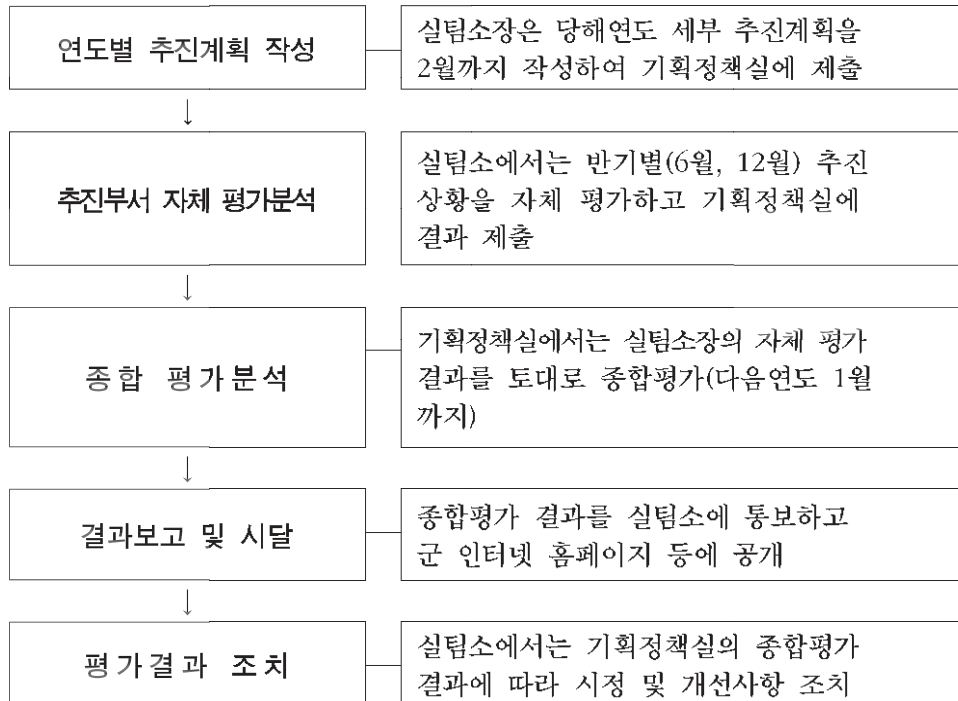 연도별 추진계획 작성
실팀소장은 당해연도 세부 추진계획을
2월까지 작성하여 기획정책실에 제출
↓
추진부서 자체 평가분석
실팀소에서는 반기별(6월, 12월) 추진
상황을 자체 평가하고 기획정책실에
결과 제출
↓
종합 평가분석
기획정책실에서는 실팀소장의 자체 평가
결과를 토대로 종합평가(다음연도 1월
까지)
↓
결과보고 및 시달
종합평가 결과를 실팀소에 통보하고
군 인터넷 홈페이지 등에 공개
↓
평가결과 조치
실팀소에서는 기획정책실의 종합평가
결과에 따라 시정 및 개선사항 조치